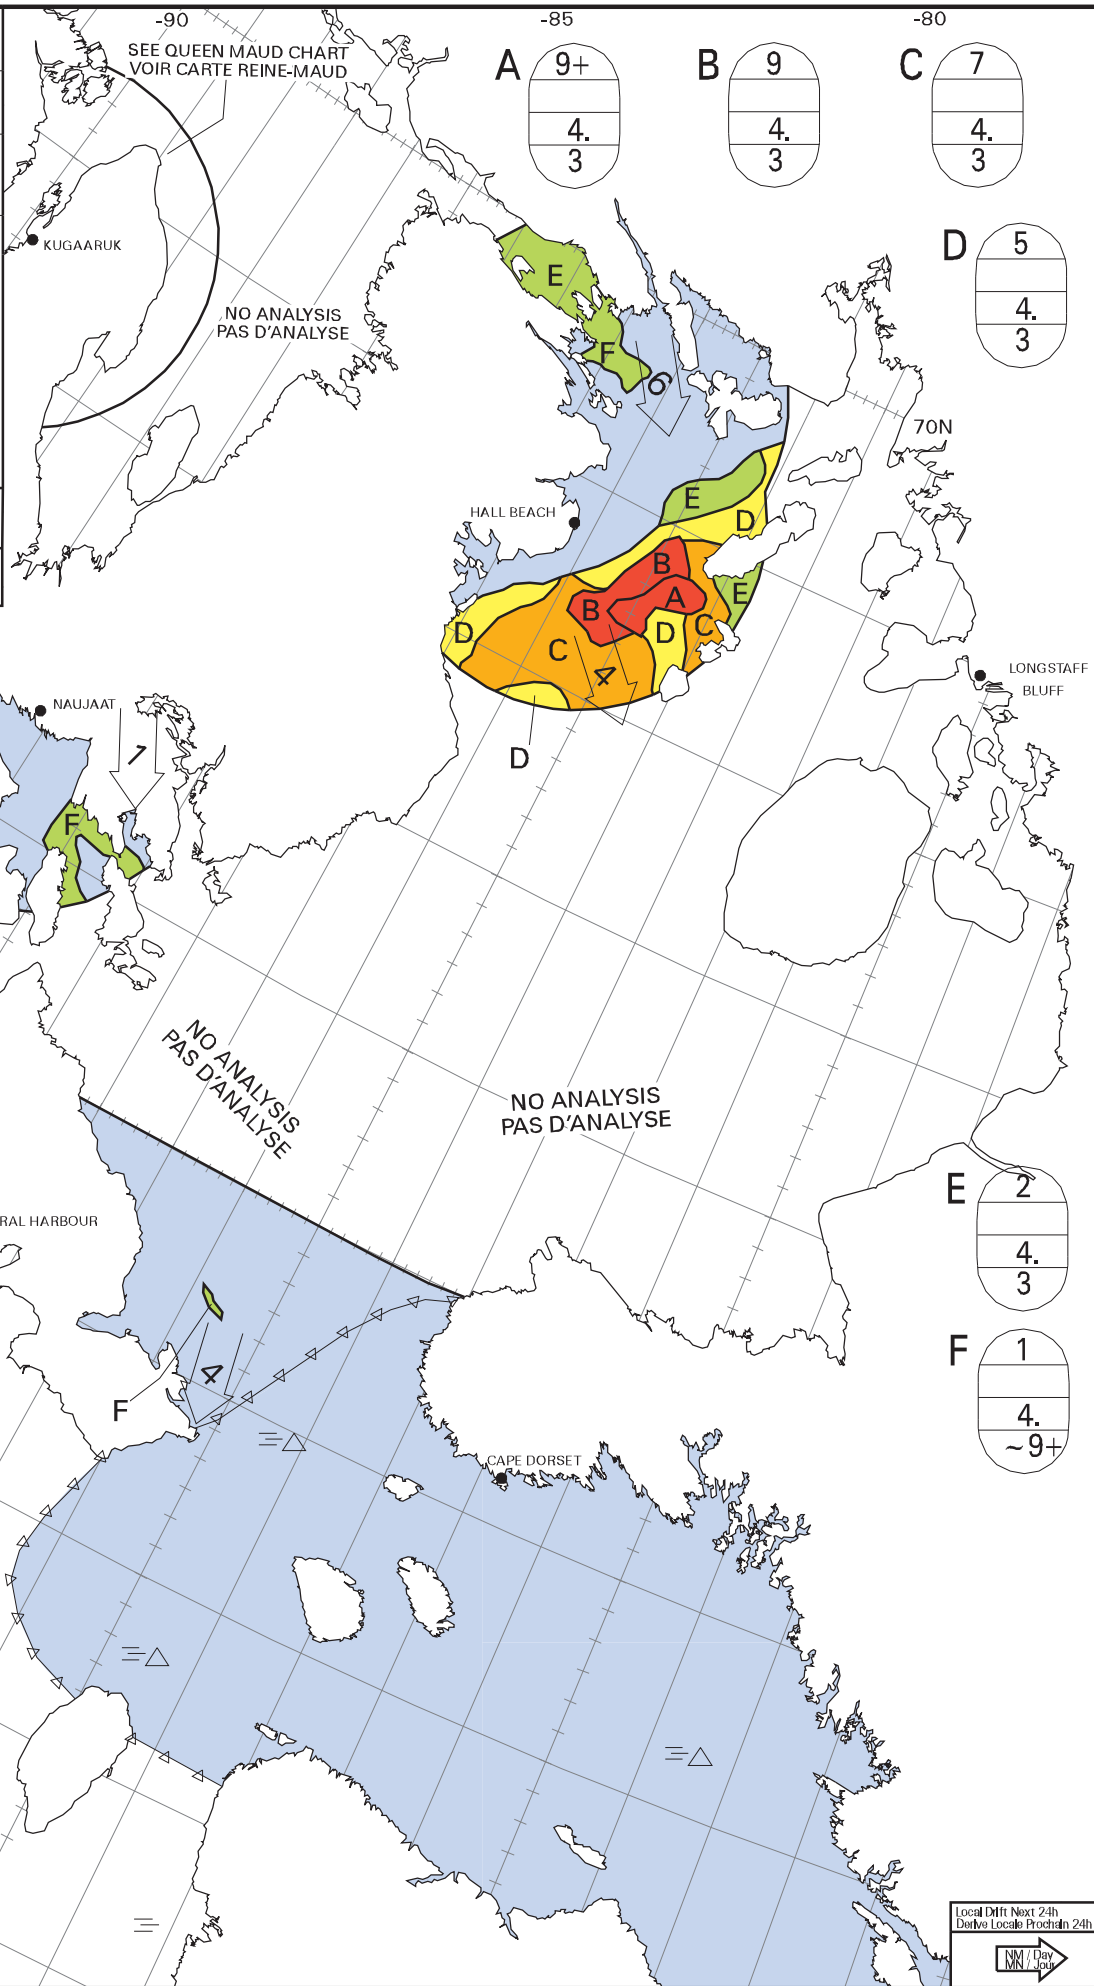 -90
-85
-80
SEE QUEEN MAUD CHART
VOIR CARTE REINE-MAUD
A
9+
4.
3
B
9
4.
3
C
7
4.
3
D
5
4.
3
KUGAARUK
NO ANALYSIS
PAS D'ANALYSE
E
F
6
70N
E
HALL BEACH
D
B
E
B
A
D
D
C
C
4
D
LONGSTAFF
BLUFF
NAUJAAT
1
F
NO ANALYSIS
PAS D'ANALYSE
NO ANALYSIS
PAS D'ANALYSE
E
2
4.
3
RAL HARBOUR
F
1
4.
~9+
4
F
CAPE DORSET
Local Drift Next 24h
Derive Locale Prochain 24h
NM / Day
MN / Jour